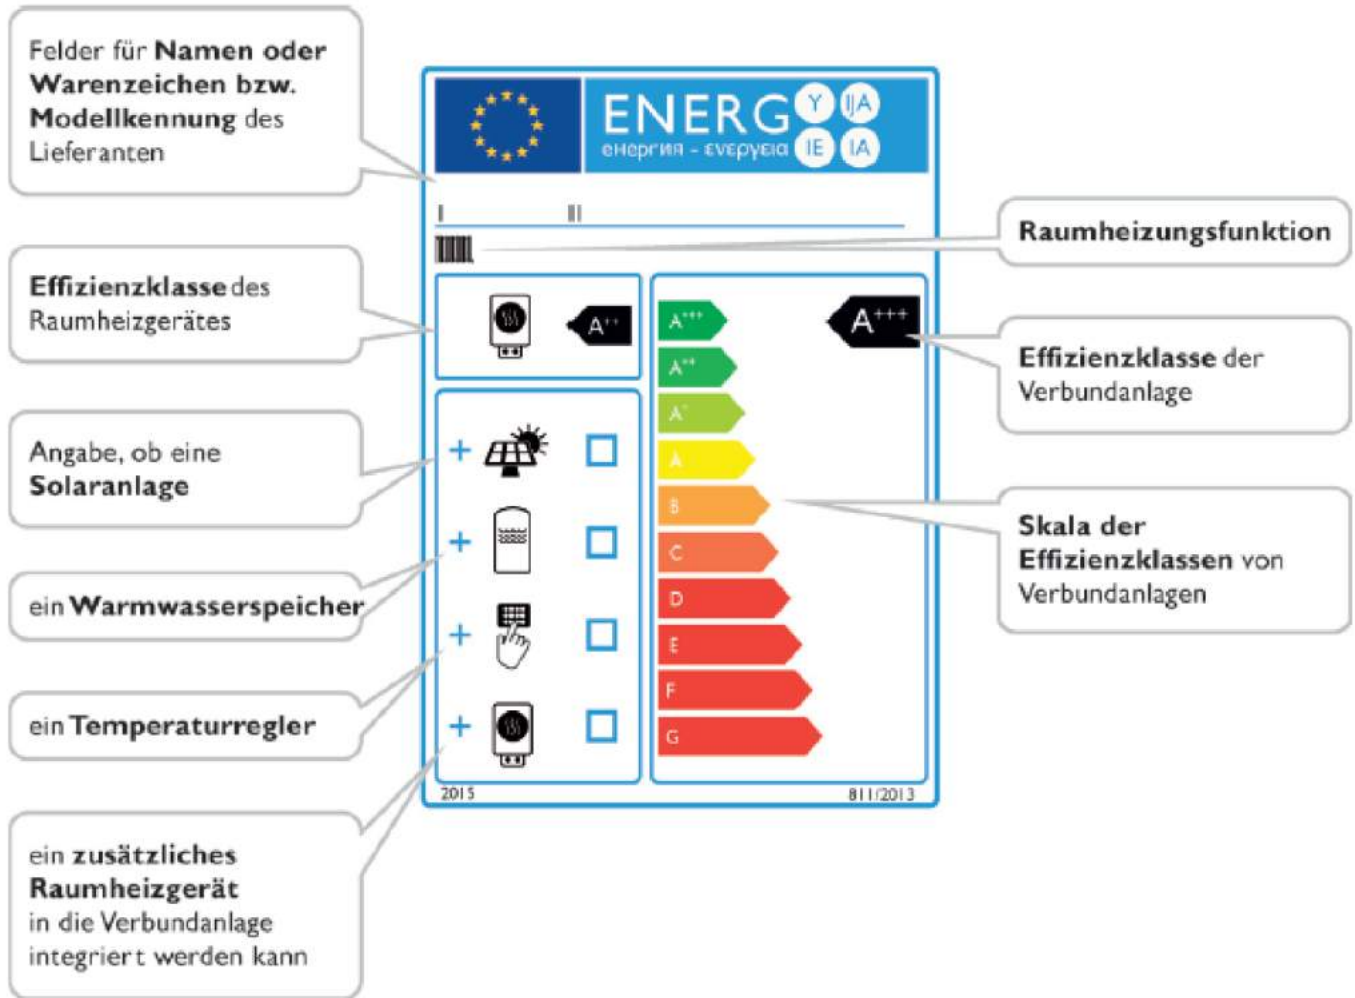 Felder für Namen oder
Warenzeichen bzw.
Modellkennung des
Lieferanten
Effizienzklasse des
Raumheizgerätes
Angabe, ob eine
Solaranlage
ein Warmwasserspeicher
ein Temperaturregler
ein zusätzliches
Raumheizgerät
in die Verbundanlage
integriert werden kann
ENERG Y IJA
енергия - ενεργεια IE IA
I II
A++
A+++
A++
A+
A
B
C
D
E
F
G
A+++
2015 811/2013
Raumheizungsfunktion
Effizienzklasse der
Verbundanlage
Skala der
Effizienzklassen von
Verbundanlagen